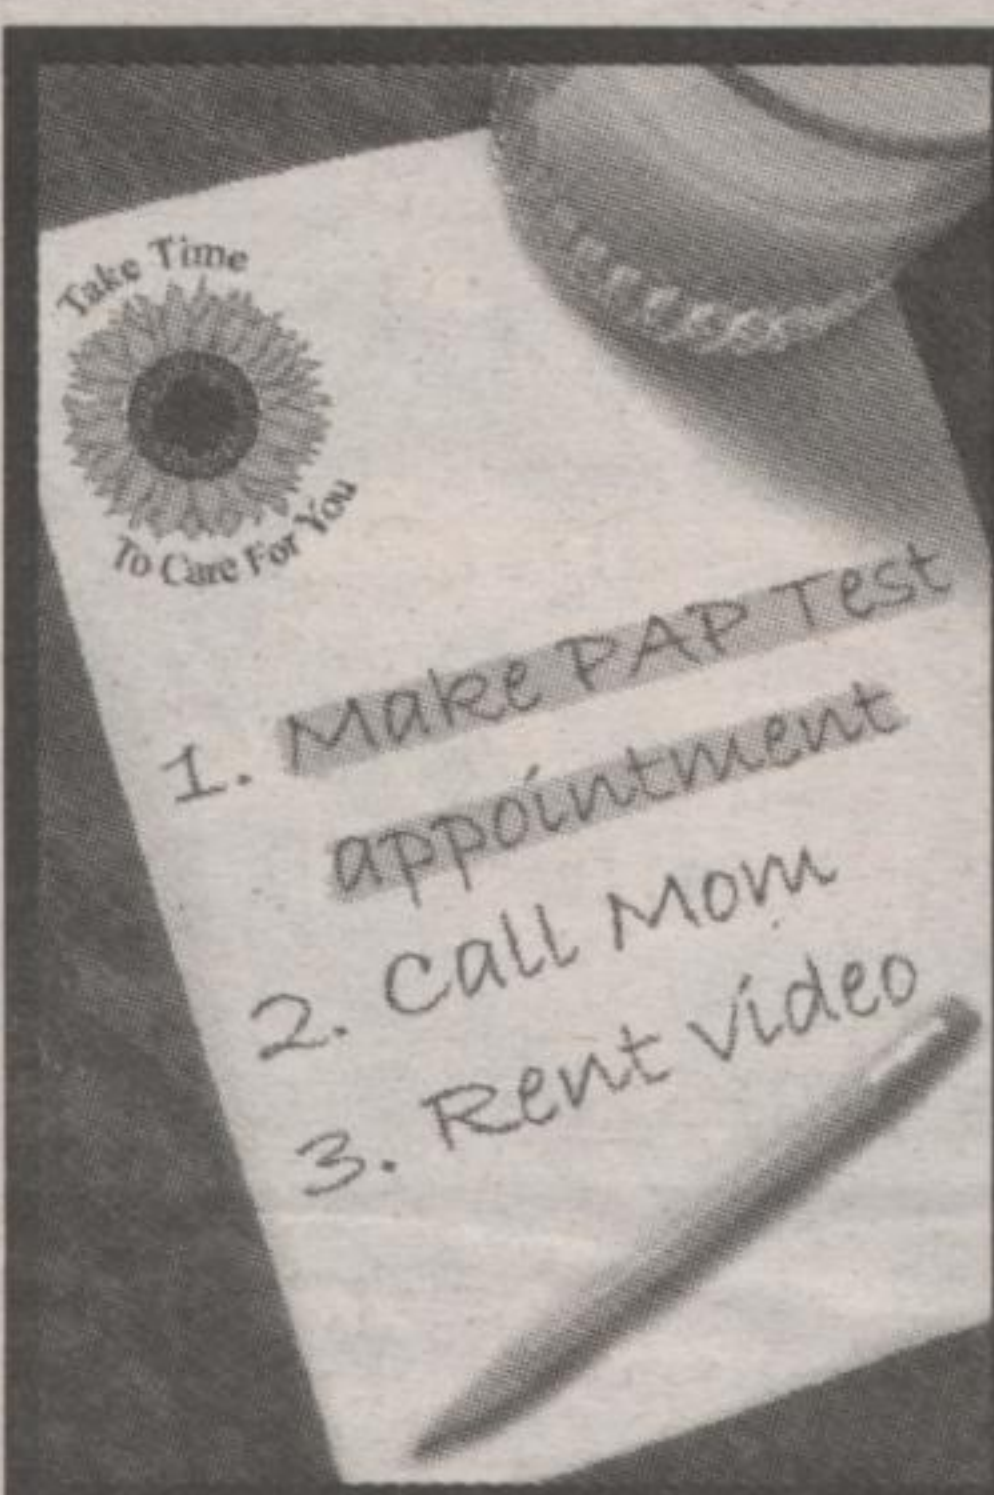 Take Time
To Care For You
1. Make PAP Test
appointment
2. Call Mom
3. Rent video